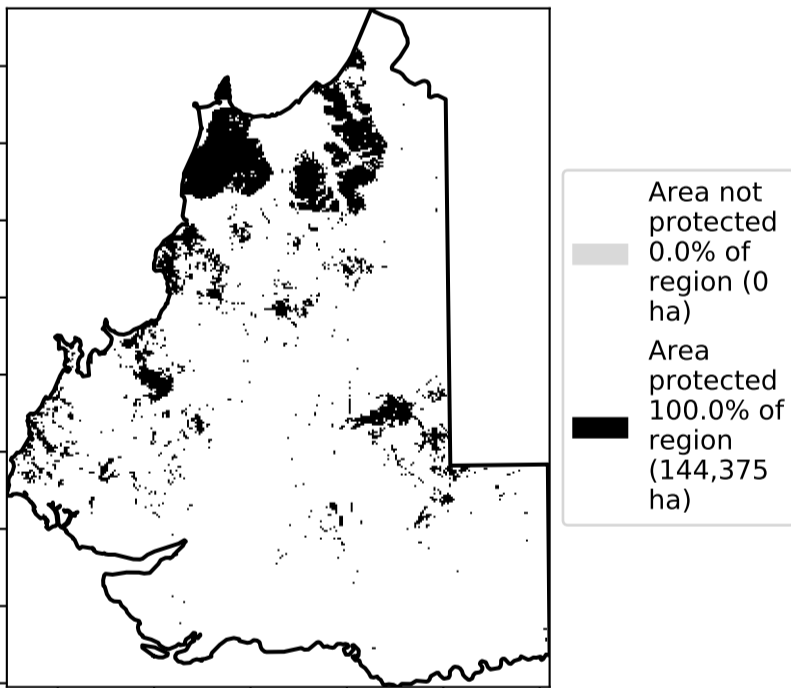 Area not
protected
0.0% of
region (0
ha)
Area
protected
100.0% of
region
(144,375
ha)